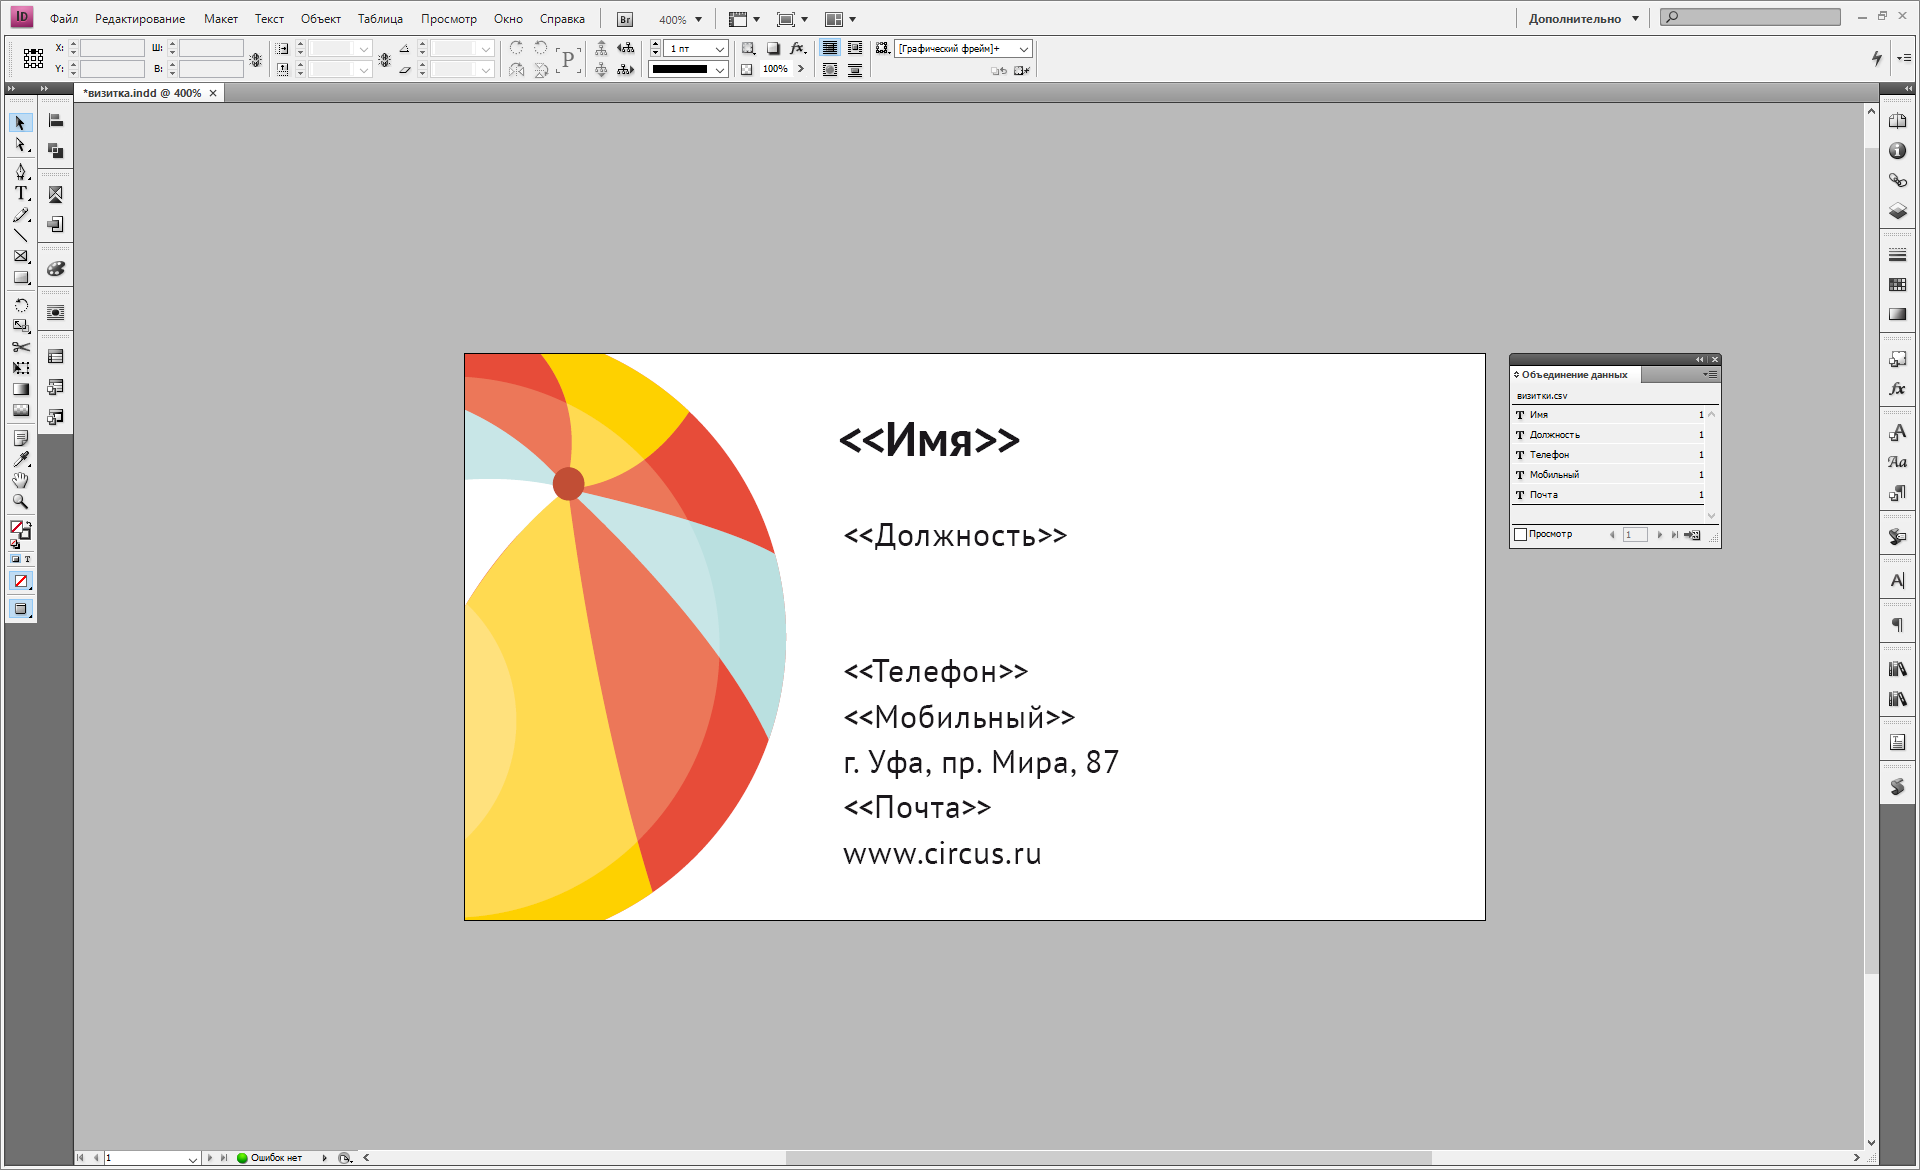 ID Файл Редактирование Макет Текст Объект Таблица Просмотр Окно Справка Br 400% Дополнительно
X: Ш: 1 пт fx [Графический фрейм]+
Y: В: P 100%
*визитка.indd @ 400%
<<Имя>>
<<Должность>>
<<Телефон>>
<<Мобильный>>
г. Уфа, пр. Мира, 87
<<Почта>>
www.circus.ru
Объединение данных
визитки.csv
T Имя 1
T Должность 1
T Телефон 1
T Мобильный 1
T Почта 1
Просмотр 1
1 Ошибок нет